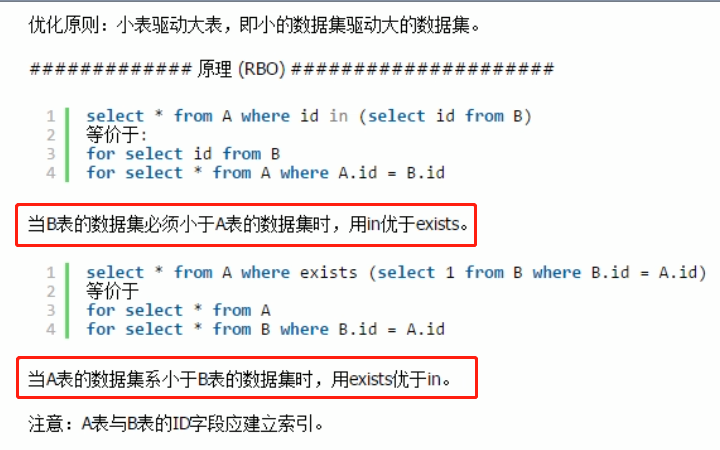 优化原则：小表驱动大表，即小的数据集驱动大的数据集。
############# 原理 (RBO) #####################
1 select * from A where id in (select id from B)
2 等价于:
3 for select id from B
4 for select * from A where A.id = B.id
当B表的数据集必须小于A表的数据集时，用in优于exists。
1 select * from A where exists (select 1 from B where B.id = A.id)
2 等价于
3 for select * from A
4 for select * from B where B.id = A.id
当A表的数据集系小于B表的数据集时，用exists优于in。
注意：A表与B表的ID字段应建立索引。